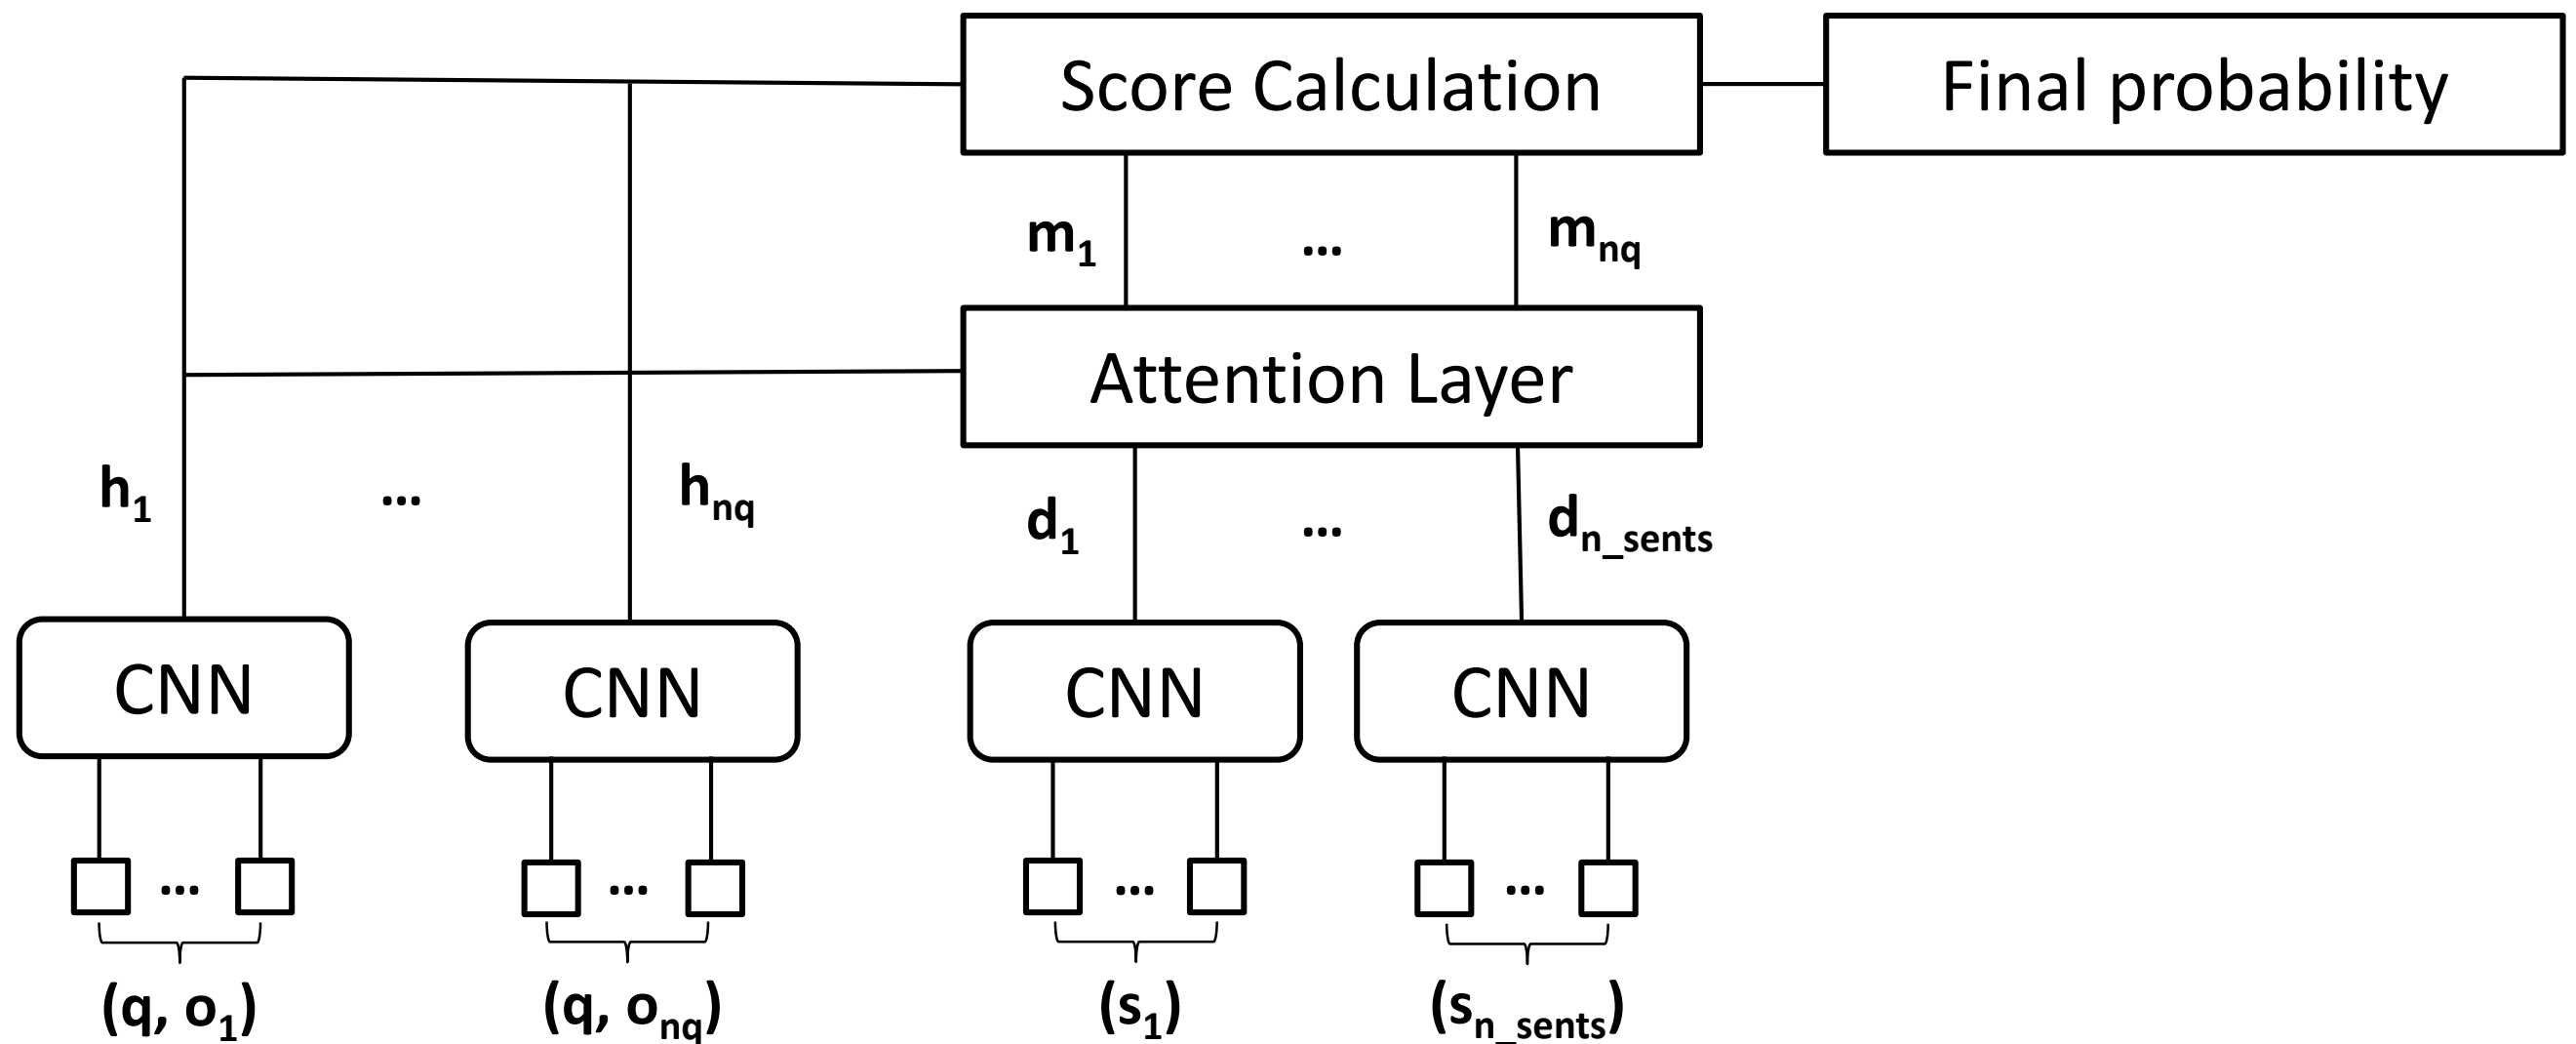 Score Calculation
Final probability
m1
...
mnq
Attention Layer
h1
...
hnq
d1
...
dn_sents
CNN
CNN
CNN
CNN
...
...
...
...
(q, o1)
(q, onq)
(s1)
(sn_sents)